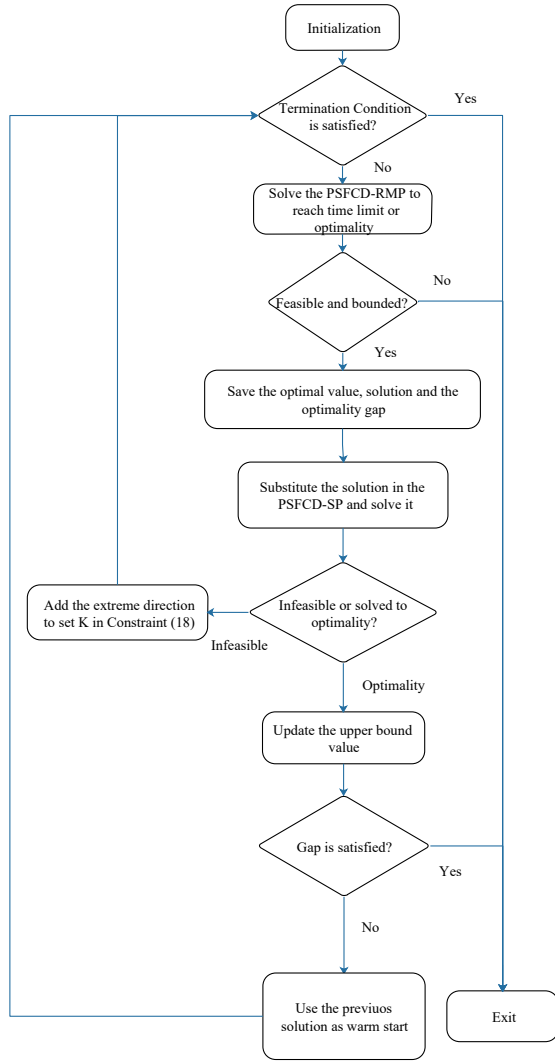 Initialization
Termination Condition
is satisfied?
Yes
No
Solve the PSFCD-RMP to
reach time limit or
optimality
Feasible and bounded?
No
Yes
Save the optimal value, solution and the
optimality gap
Substitute the solution in the
PSFCD-SP and solve it
Infeasible or solved to
optimality?
Add the extreme direction
to set K in Constraint (18)
Infeasible
Optimality
Update the upper bound
value
Gap is satisfied?
Yes
No
Use the previuos
solution as warm start
Exit